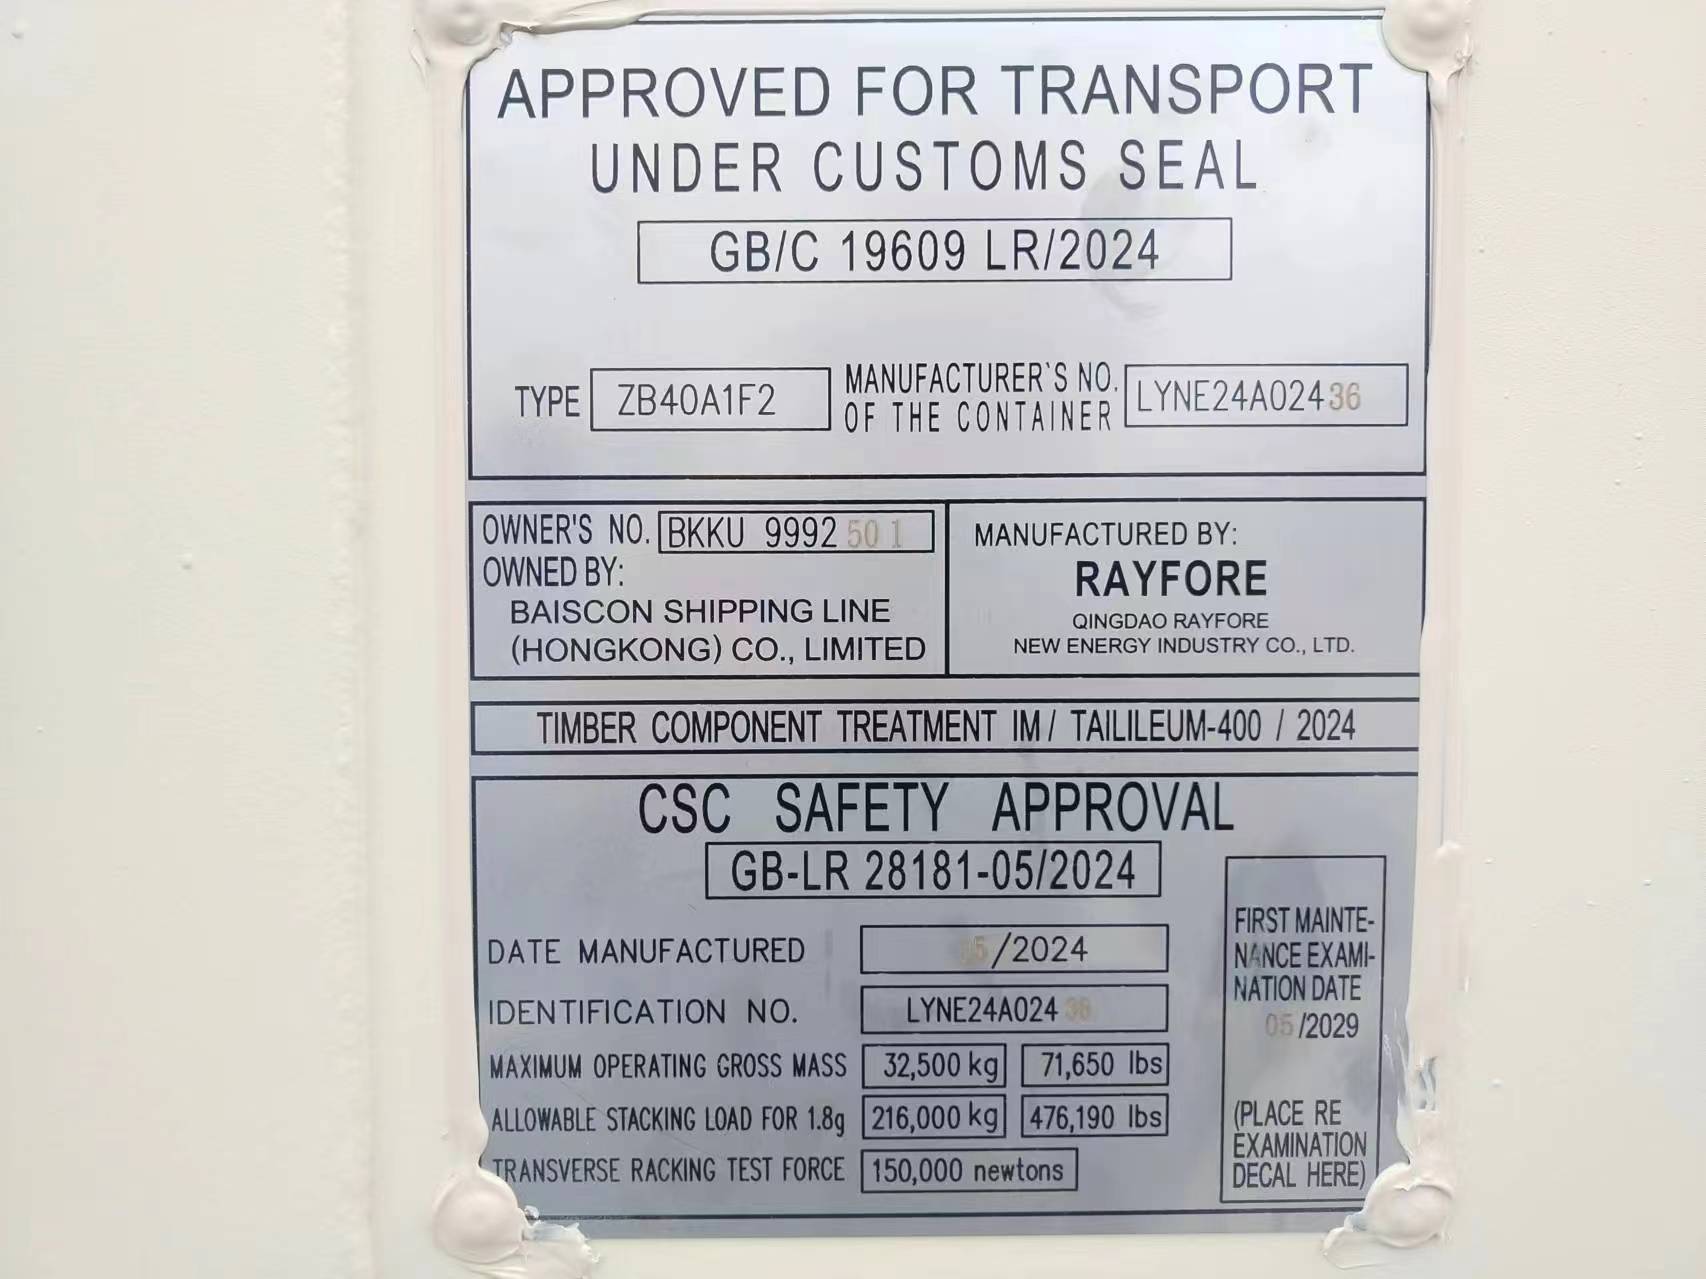 APPROVED FOR TRANSPORT
UNDER CUSTOMS SEAL
GB/C 19609 LR/2024
TYPE ZB40A1F2
MANUFACTURER'S NO.
OF THE CONTAINER
LYNE24A02436
OWNER'S NO. BKKU 9992501
OWNED BY:
BAISCON SHIPPING LINE
(HONGKONG) CO., LIMITED
MANUFACTURED BY:
RAYFORE
QINGDAO RAYFORE
NEW ENERGY INDUSTRY CO., LTD.
TIMBER COMPONENT TREATMENT IM / TAILILEUM-400 / 2024
CSC SAFETY APPROVAL
GB-LR 28181-05/2024
DATE MANUFACTURED 05/2024
IDENTIFICATION NO. LYNE24A02436
MAXIMUM OPERATING GROSS MASS 32,500 kg 71,650 lbs
ALLOWABLE STACKING LOAD FOR 1.8g 216,000 kg 476,190 lbs
TRANSVERSE RACKING TEST FORCE 150,000 newtons
FIRST MAINTE-
NANCE EXAMI-
NATION DATE
05/2029
(PLACE RE
EXAMINATION
DECAL HERE)